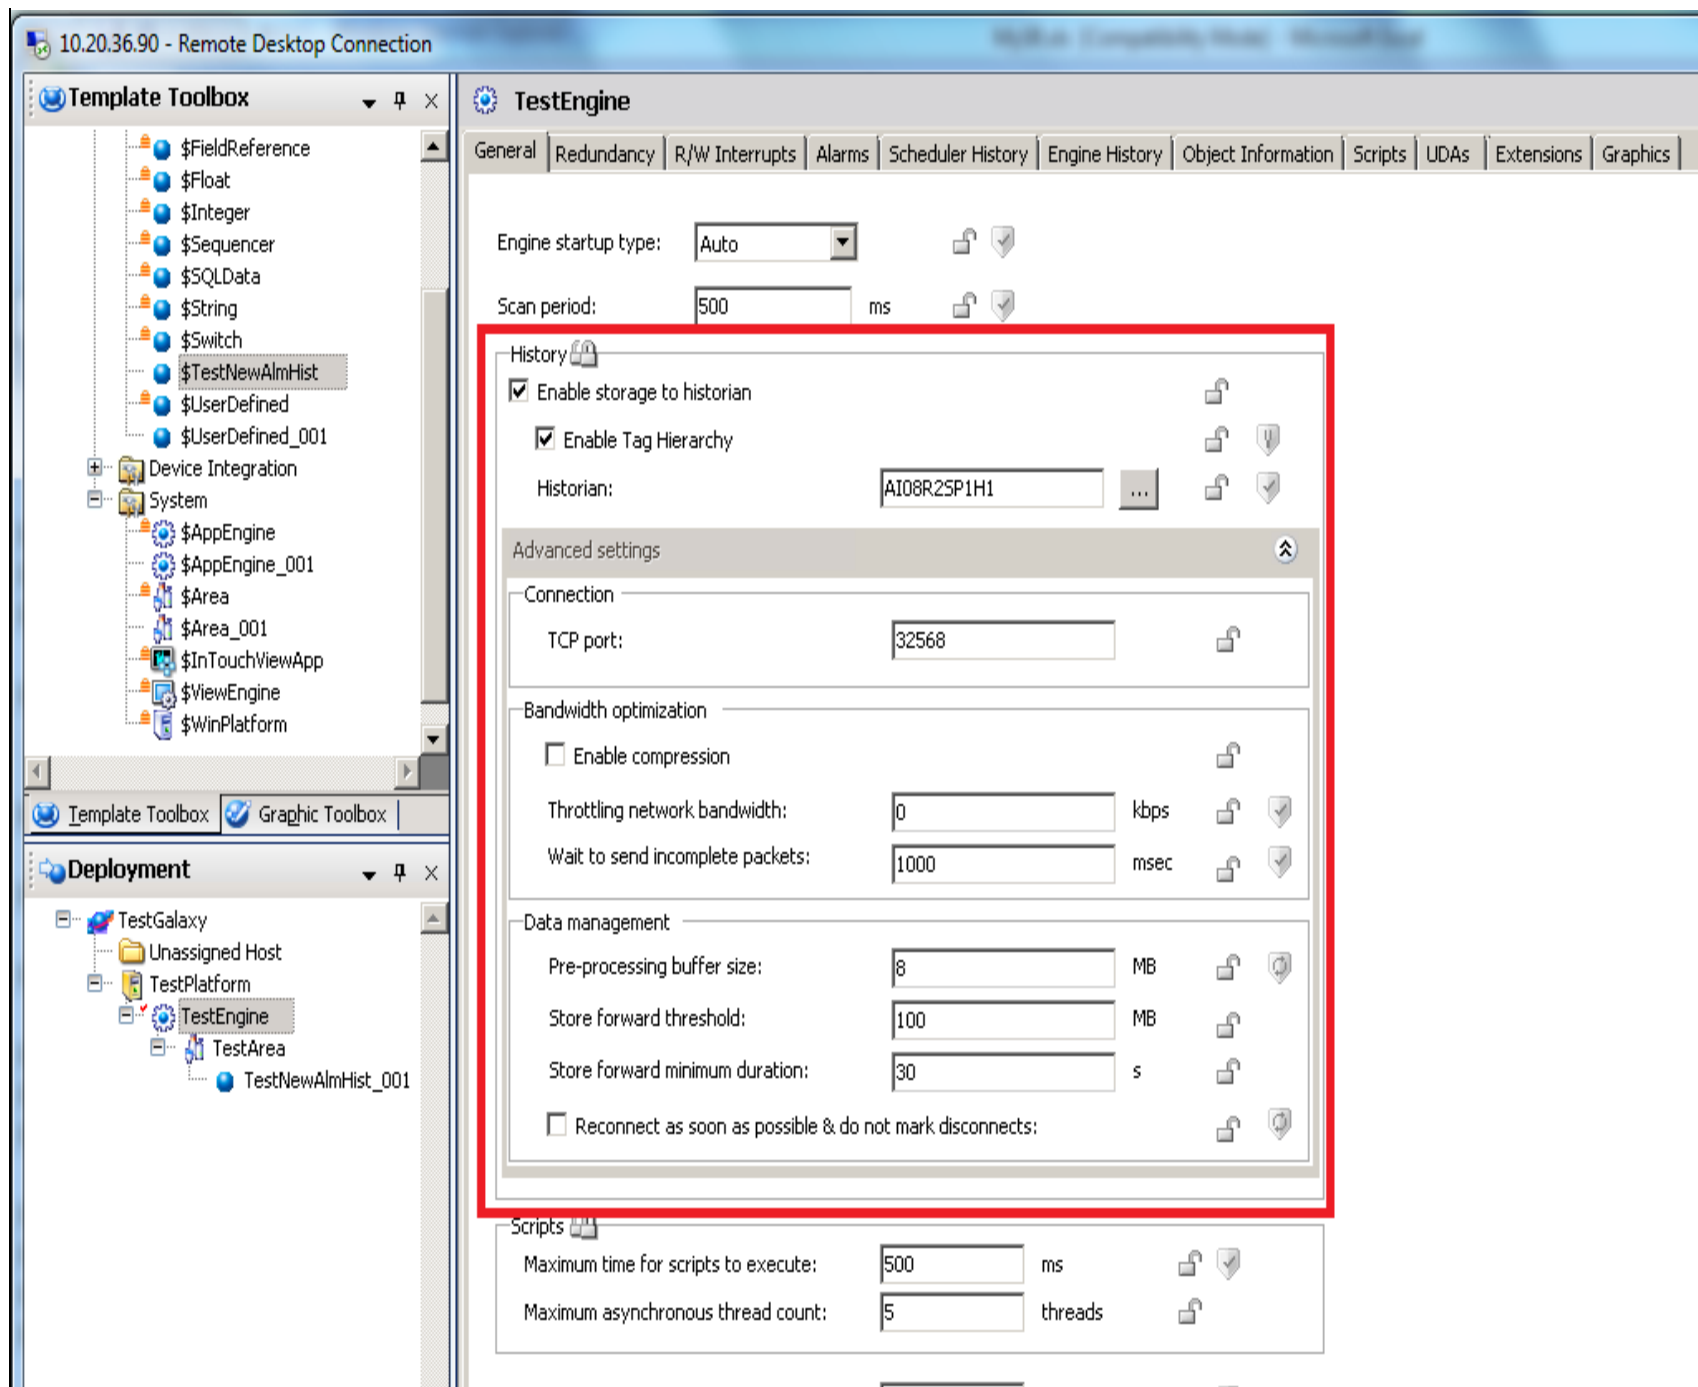 10.20.36.90 - Remote Desktop Connection
Template Toolbox
$FieldReference
$Float
$Integer
$Sequencer
$SQLData
$String
$Switch
$TestNewAlmHist
$UserDefined
$UserDefined_001
Device Integration
System
$AppEngine
$AppEngine_001
$Area
$Area_001
$InTouchViewApp
$ViewEngine
$WinPlatform
Template Toolbox Graphic Toolbox
Deployment
TestGalaxy
Unassigned Host
TestPlatform
TestEngine
TestArea
TestNewAlmHist_001
TestEngine
General Redundancy R/W Interrupts Alarms Scheduler History Engine History Object Information Scripts UDAs Extensions Graphics
Engine startup type: Auto
Scan period: 500 ms
History
Enable storage to historian
Enable Tag Hierarchy
Historian: AI08R2SP1H1 ...
Advanced settings
Connection
TCP port: 32568
Bandwidth optimization
Enable compression
Throttling network bandwidth: 0 kbps
Wait to send incomplete packets: 1000 msec
Data management
Pre-processing buffer size: 8 MB
Store forward threshold: 100 MB
Store forward minimum duration: 30 s
Reconnect as soon as possible & do not mark disconnects:
Scripts
Maximum time for scripts to execute: 500 ms
Maximum asynchronous thread count: 5 threads